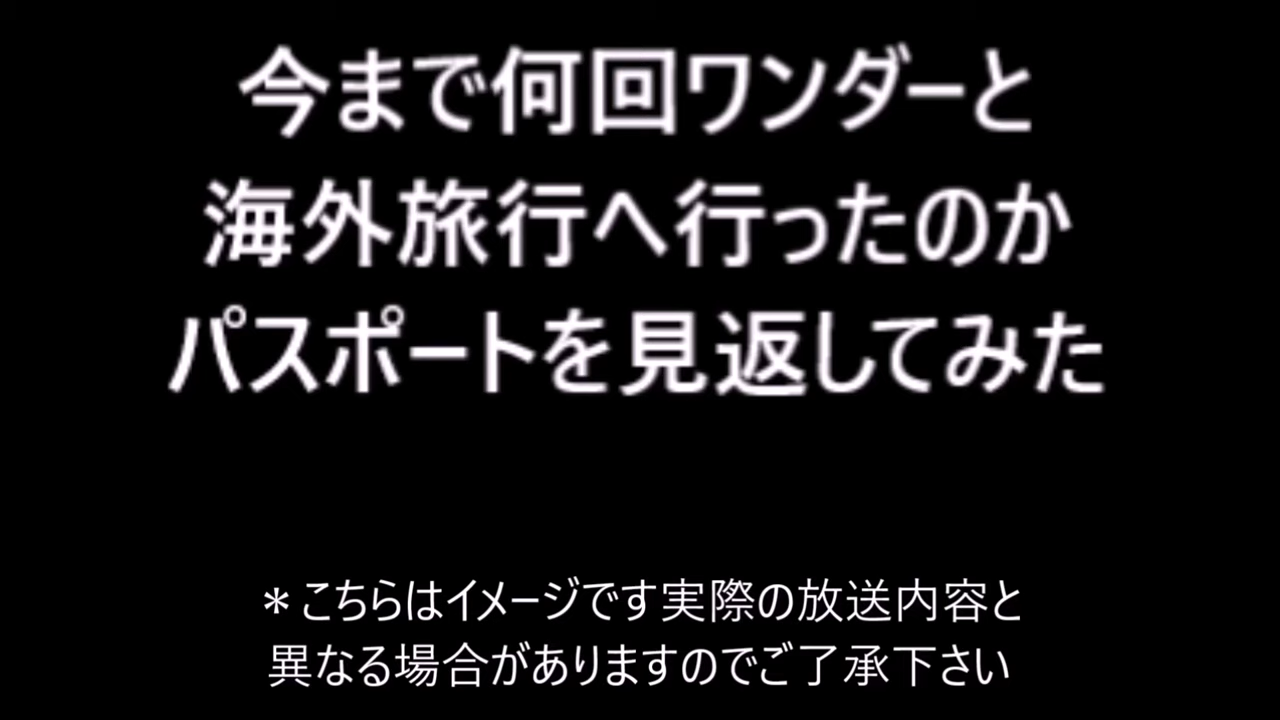 今まで何回ワンダーと
海外旅行へ行ったのか
パスポートを見返してみた
＊こちらはイメージです実際の放送内容と
異なる場合がありますのでご了承下さい